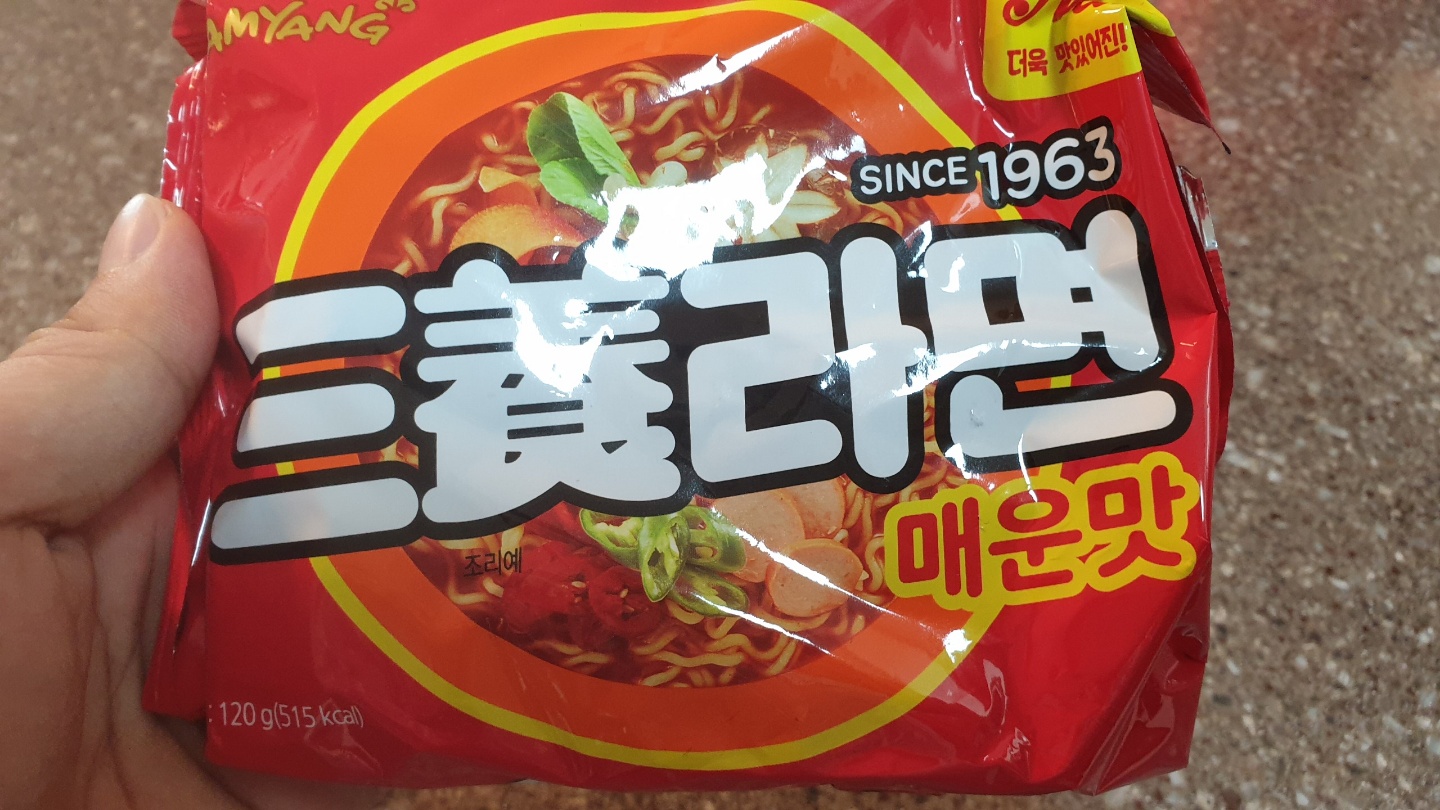 AMYANG
더욱 맛있어진!
SINCE 1963
三養라면
매운맛
조리예
: 120 g(515 kcal)